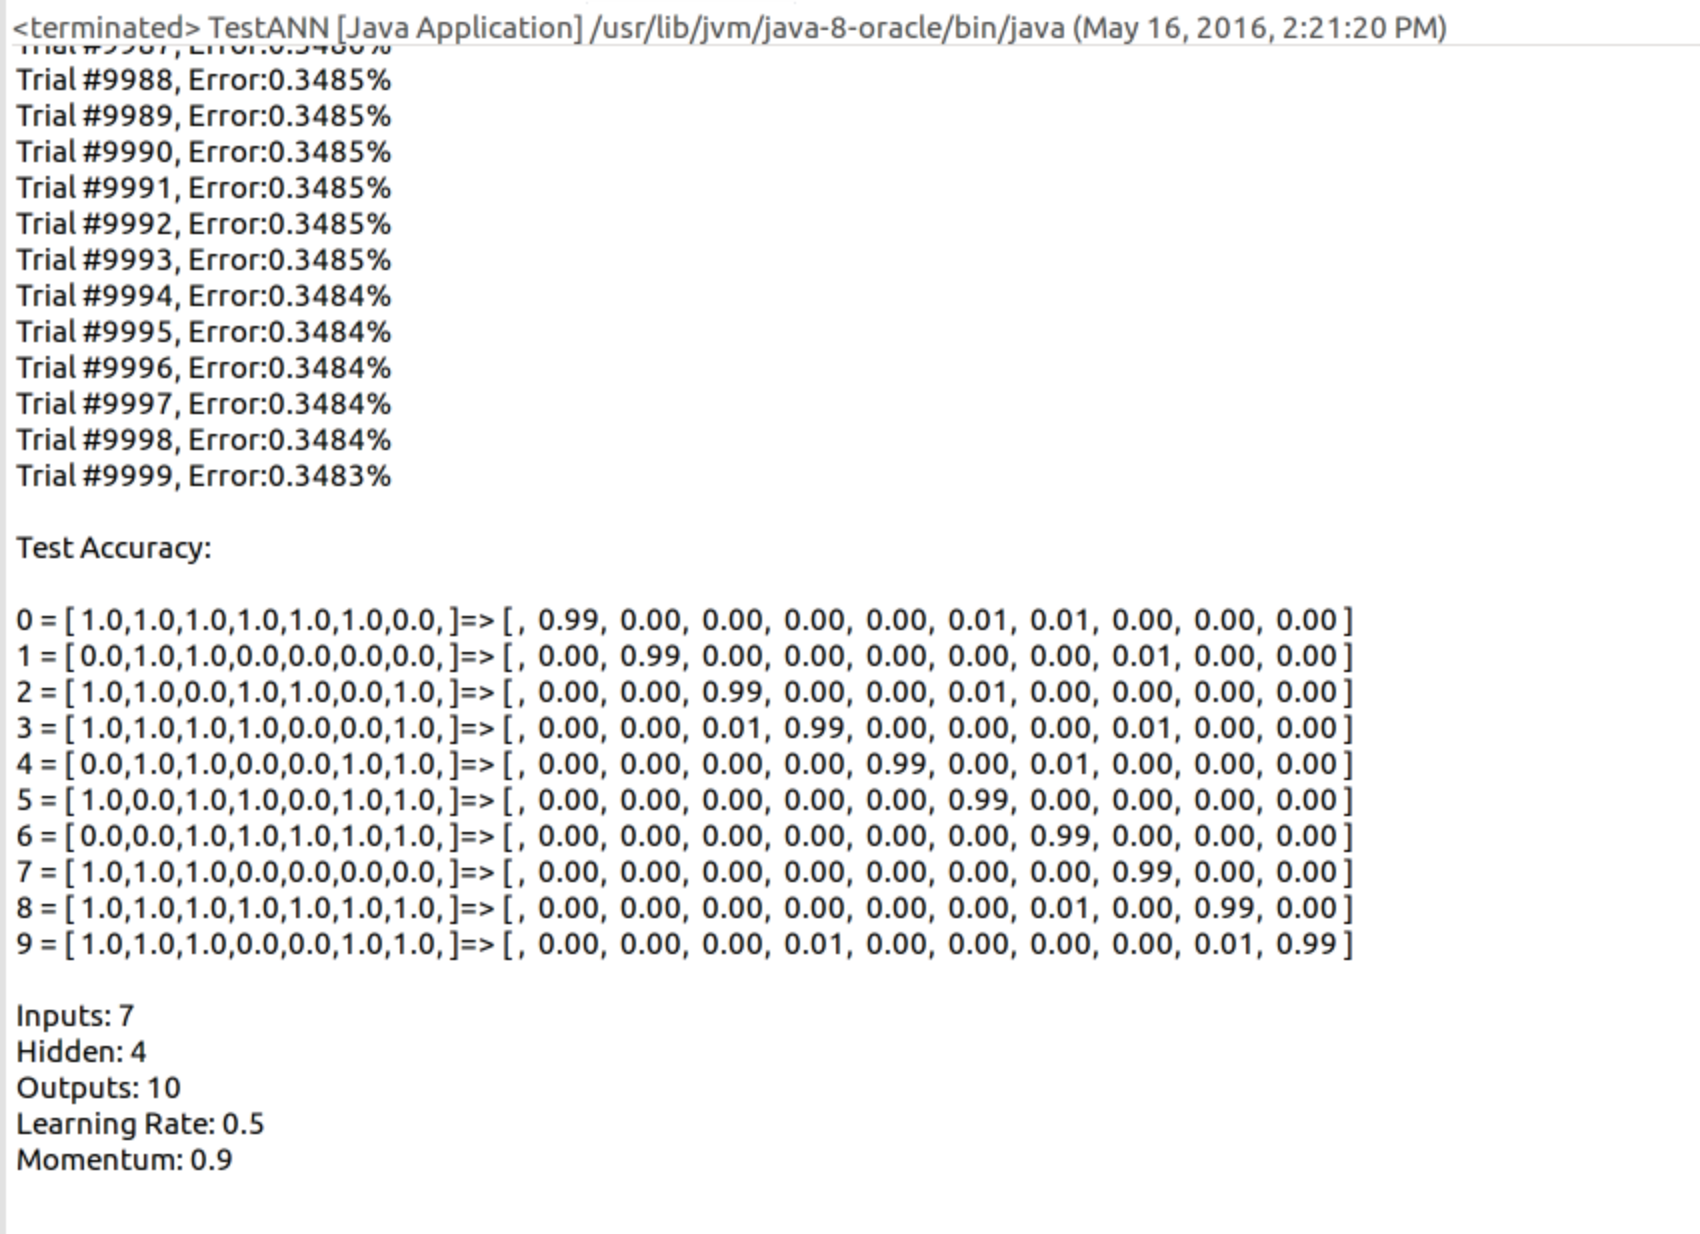 <terminated> TestANN [Java Application] /usr/lib/jvm/java-8-oracle/bin/java (May 16, 2016, 2:21:20 PM)
Trial #9987, Error:0.3486%
Trial #9988, Error:0.3485%
Trial #9989, Error:0.3485%
Trial #9990, Error:0.3485%
Trial #9991, Error:0.3485%
Trial #9992, Error:0.3485%
Trial #9993, Error:0.3485%
Trial #9994, Error:0.3484%
Trial #9995, Error:0.3484%
Trial #9996, Error:0.3484%
Trial #9997, Error:0.3484%
Trial #9998, Error:0.3484%
Trial #9999, Error:0.3483%
Test Accuracy:
0 = [ 1.0,1.0,1.0,1.0,1.0,1.0,0.0, ]=> [, 0.99, 0.00, 0.00, 0.00, 0.00, 0.01, 0.01, 0.00, 0.00, 0.00 ]
1 = [ 0.0,1.0,1.0,0.0,0.0,0.0,0.0, ]=> [, 0.00, 0.99, 0.00, 0.00, 0.00, 0.00, 0.00, 0.01, 0.00, 0.00 ]
2 = [ 1.0,1.0,0.0,1.0,1.0,0.0,1.0, ]=> [, 0.00, 0.00, 0.99, 0.00, 0.00, 0.01, 0.00, 0.00, 0.00, 0.00 ]
3 = [ 1.0,1.0,1.0,1.0,0.0,0.0,1.0, ]=> [, 0.00, 0.00, 0.01, 0.99, 0.00, 0.00, 0.00, 0.01, 0.00, 0.00 ]
4 = [ 0.0,1.0,1.0,0.0,0.0,1.0,1.0, ]=> [, 0.00, 0.00, 0.00, 0.00, 0.99, 0.00, 0.01, 0.00, 0.00, 0.00 ]
5 = [ 1.0,0.0,1.0,1.0,0.0,1.0,1.0, ]=> [, 0.00, 0.00, 0.00, 0.00, 0.00, 0.99, 0.00, 0.00, 0.00, 0.00 ]
6 = [ 0.0,0.0,1.0,1.0,1.0,1.0,1.0, ]=> [, 0.00, 0.00, 0.00, 0.00, 0.00, 0.00, 0.99, 0.00, 0.00, 0.00 ]
7 = [ 1.0,1.0,1.0,0.0,0.0,0.0,0.0, ]=> [, 0.00, 0.00, 0.00, 0.00, 0.00, 0.00, 0.00, 0.99, 0.00, 0.00 ]
8 = [ 1.0,1.0,1.0,1.0,1.0,1.0,1.0, ]=> [, 0.00, 0.00, 0.00, 0.00, 0.00, 0.00, 0.01, 0.00, 0.99, 0.00 ]
9 = [ 1.0,1.0,1.0,0.0,0.0,1.0,1.0, ]=> [, 0.00, 0.00, 0.00, 0.01, 0.00, 0.00, 0.00, 0.00, 0.01, 0.99 ]
Inputs: 7
Hidden: 4
Outputs: 10
Learning Rate: 0.5
Momentum: 0.9